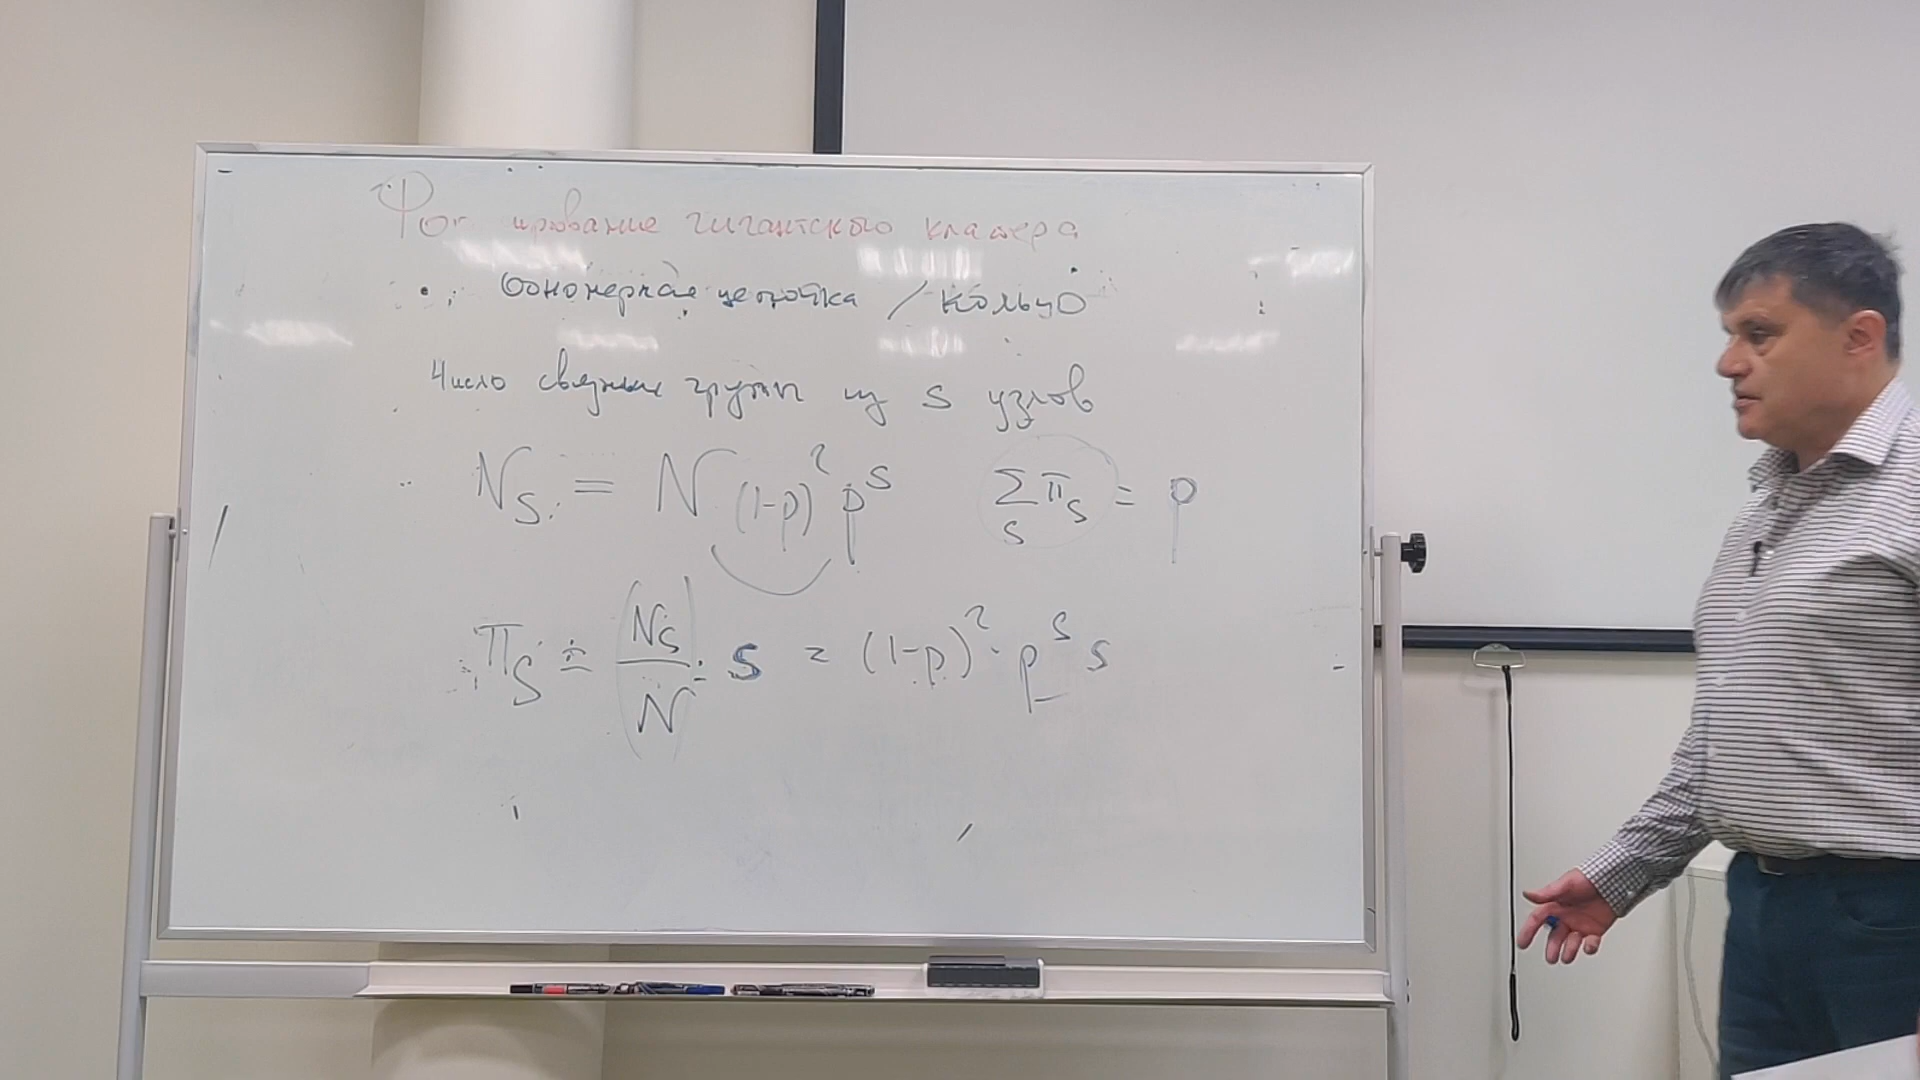 Формирование гигантского кластера
Одномерная цепочка / кольцо
Число связных групп из s узлов
N_s = N (1-p)² p^s   Σ_s π_s = p
π_s ≐ (N_s / N) · s = (1-p)² · p^s s